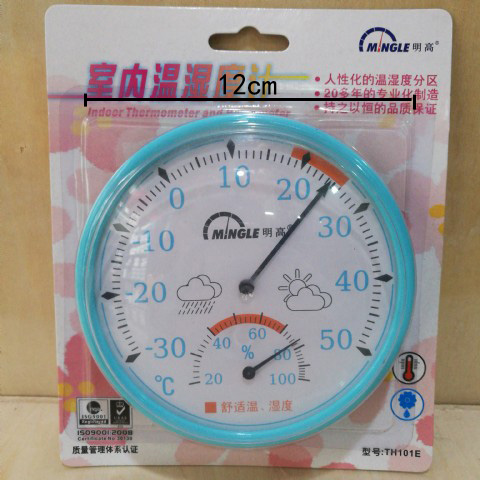 MINGLE 明高®
室内温湿度计
12cm
Indoor Thermometer and Hygrometer
·人性化的温湿度分区
·20多年的专业化制造
·持之以恒的品质保证
10
0
20
-10
30
MINGLE 明高®
-20
40
-30
50
℃
60
40
80
%
20
100
舒适温、湿度
ISO9001
ISO9001:2008
质量管理体系认证
型号:TH101E